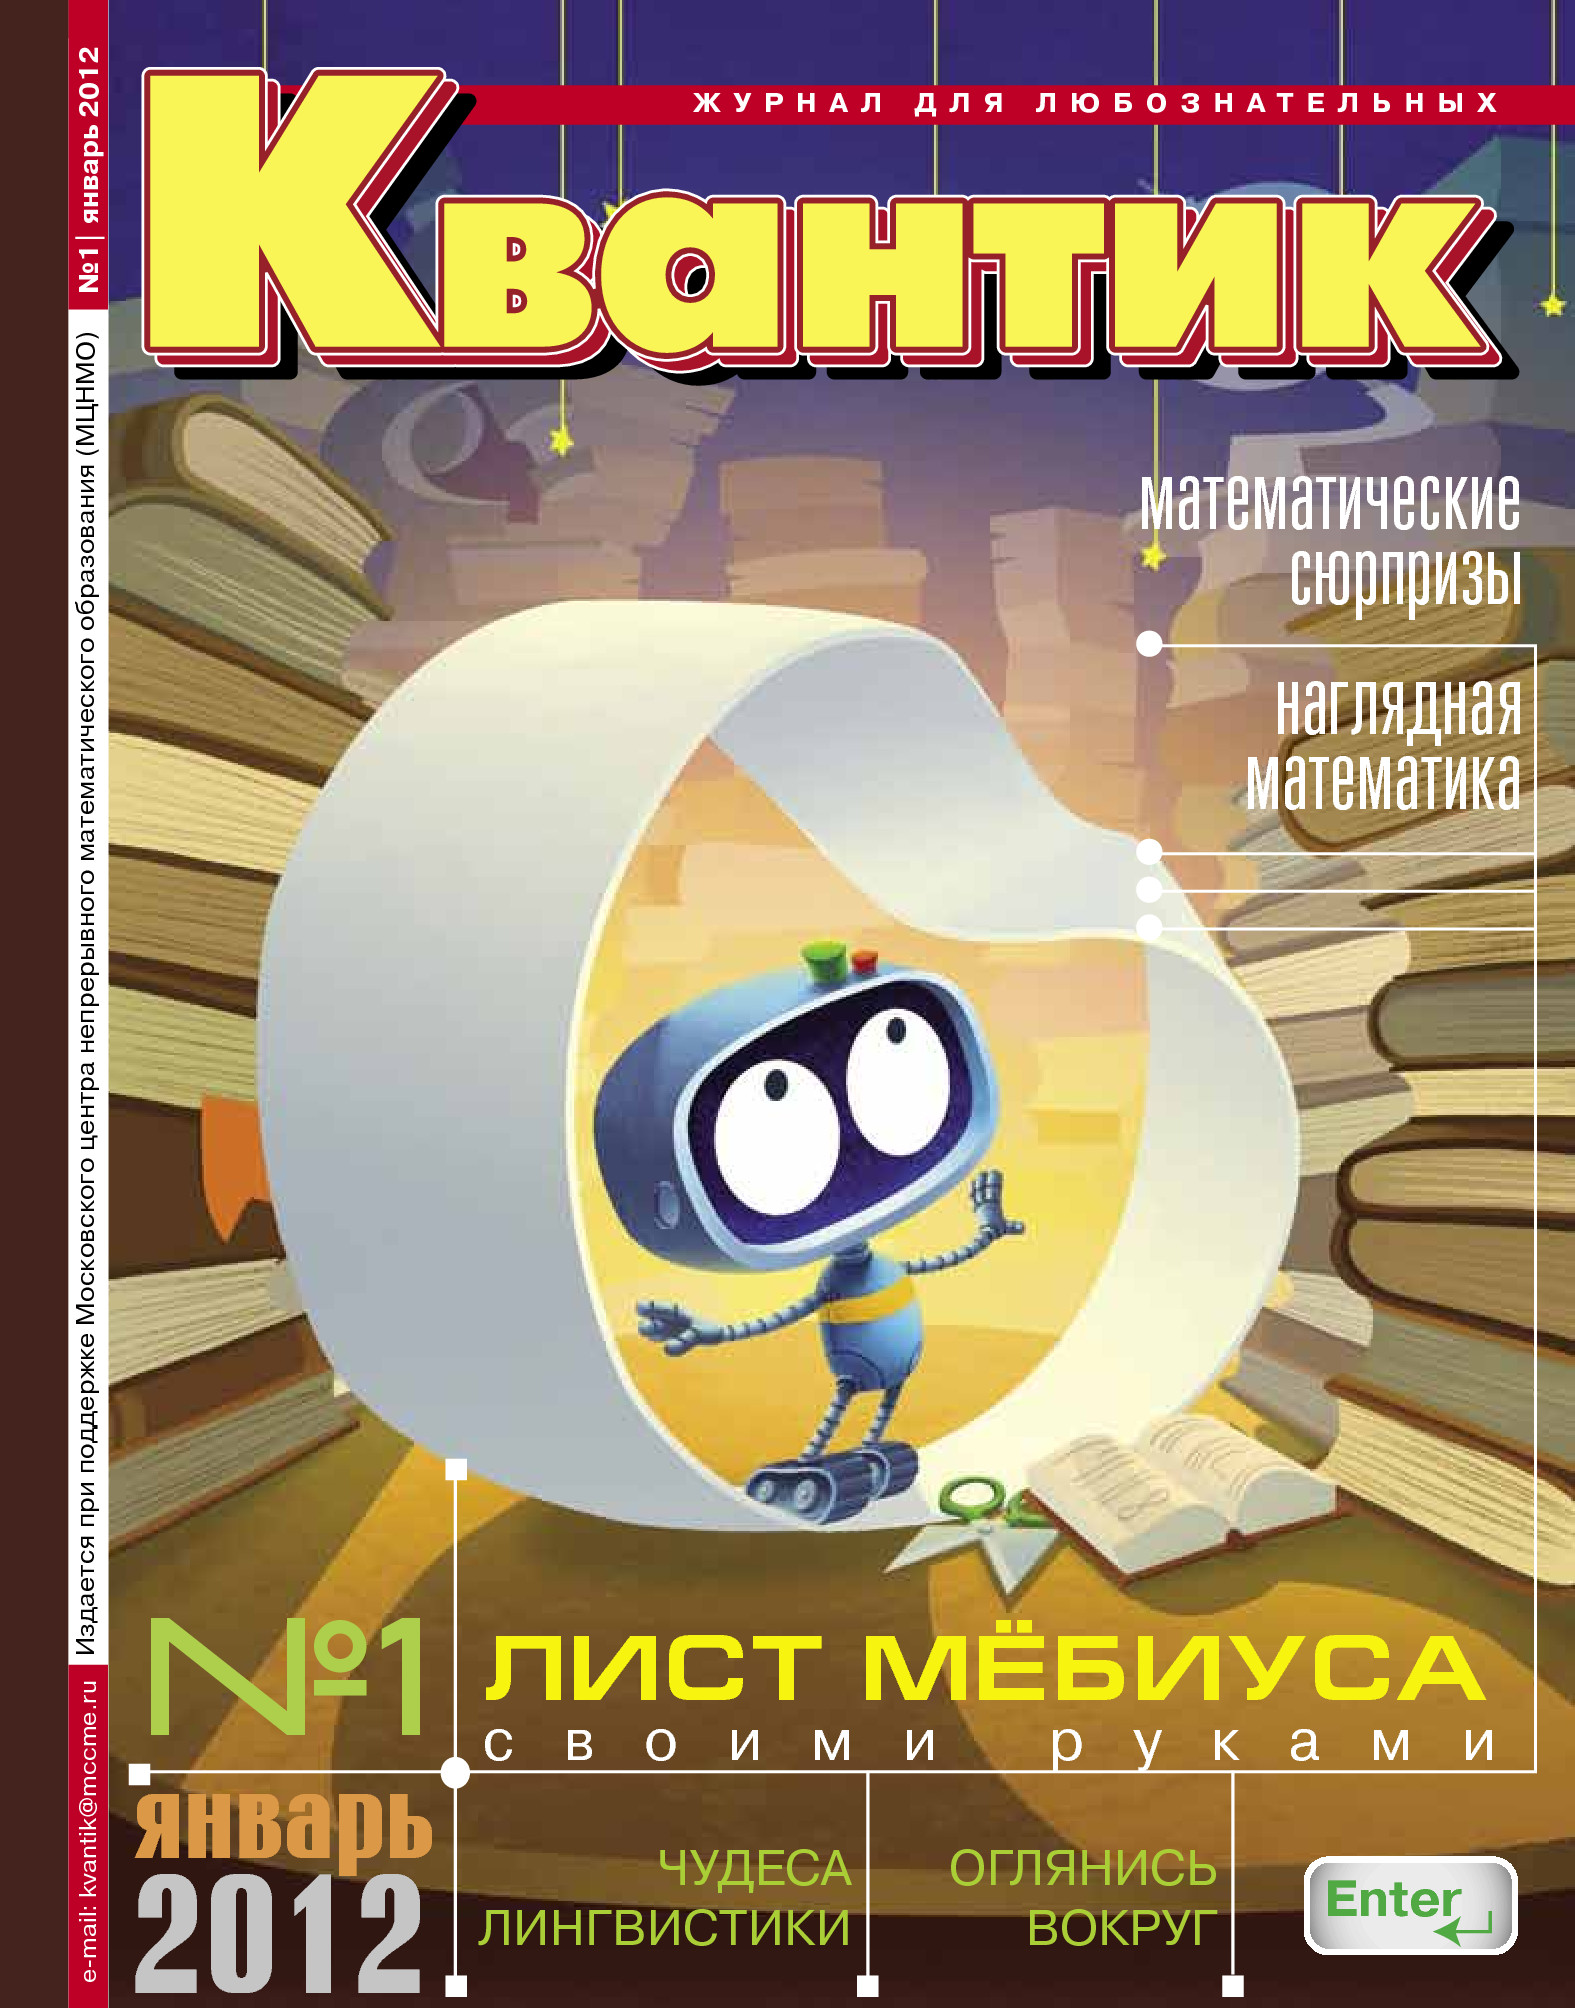 ЖУРНАЛ ДЛЯ ЛЮБОЗНАТЕЛЬНЫХ
Квантик
№1 | январь 2012
Издается при поддержке Московского центра непрерывного математического образования (МЦНМО)
e-mail: kvantik@mccme.ru
математические
сюрпризы
наглядная
математика
№1
ЛИСТ МЁБИУСА
своими руками
январь
2012
ЧУДЕСА
ЛИНГВИСТИКИ
ОГЛЯНИСЬ
ВОКРУГ
Enter